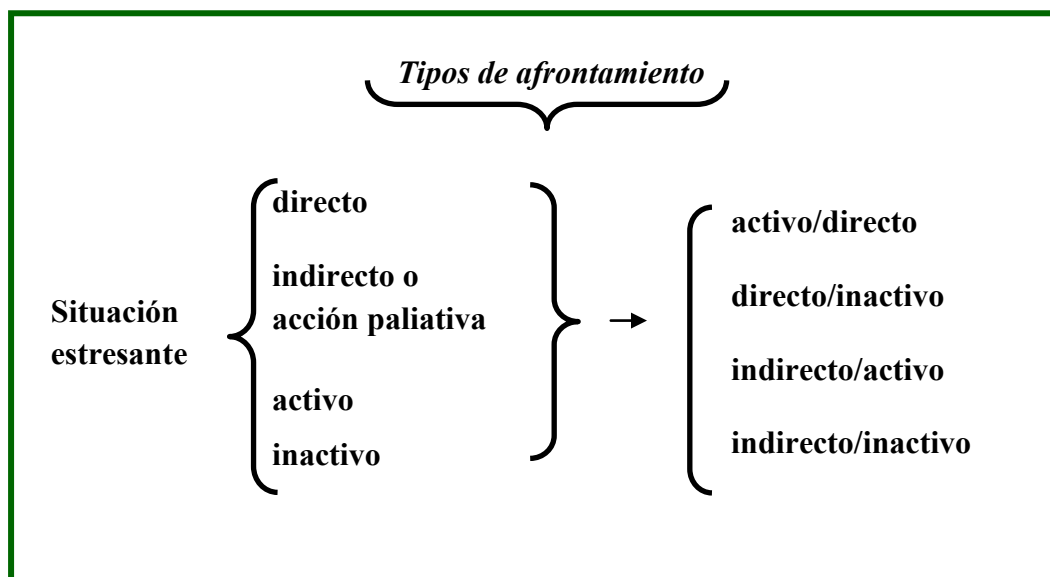 Tipos de afrontamiento
Situación
estresante
directo
indirecto o
acción paliativa
activo
inactivo
activo/directo
directo/inactivo
indirecto/activo
indirecto/inactivo